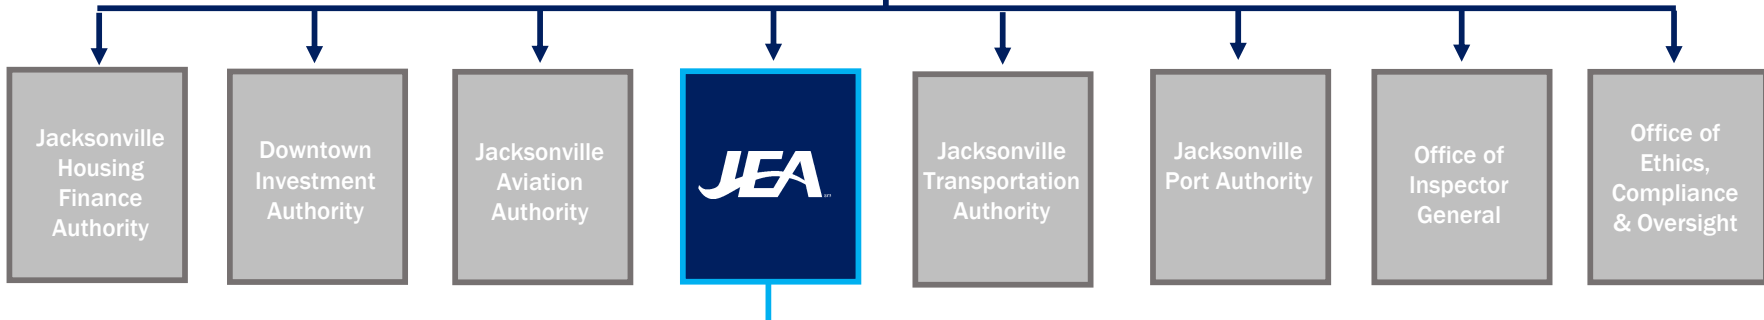 Jacksonville
Housing
Finance
Authority
Downtown
Investment
Authority
Jacksonville
Aviation
Authority
JEA
Jacksonville
Transportation
Authority
Jacksonville
Port Authority
Office of
Inspector
General
Office of
Ethics,
Compliance
& Oversight